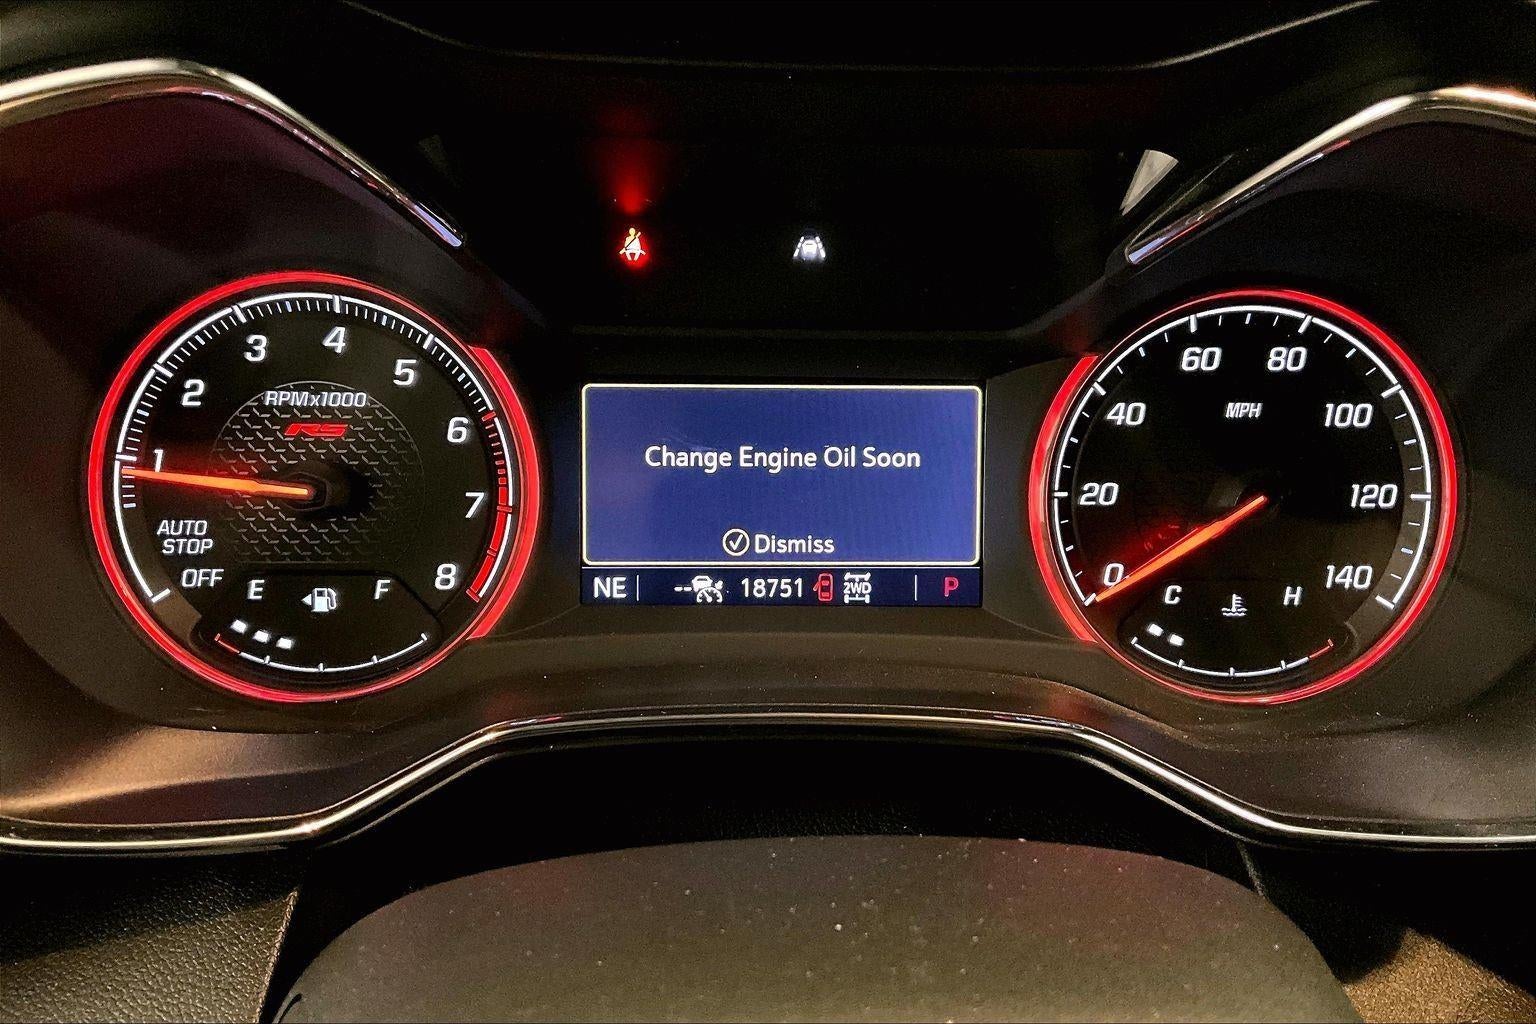 1
2
3
4
5
6
7
8
RPMx1000
RS
AUTO
STOP
OFF
E
F
Change Engine Oil Soon
Dismiss
NE
18751
2WD
P
0
20
40
60
80
100
120
140
MPH
C
H